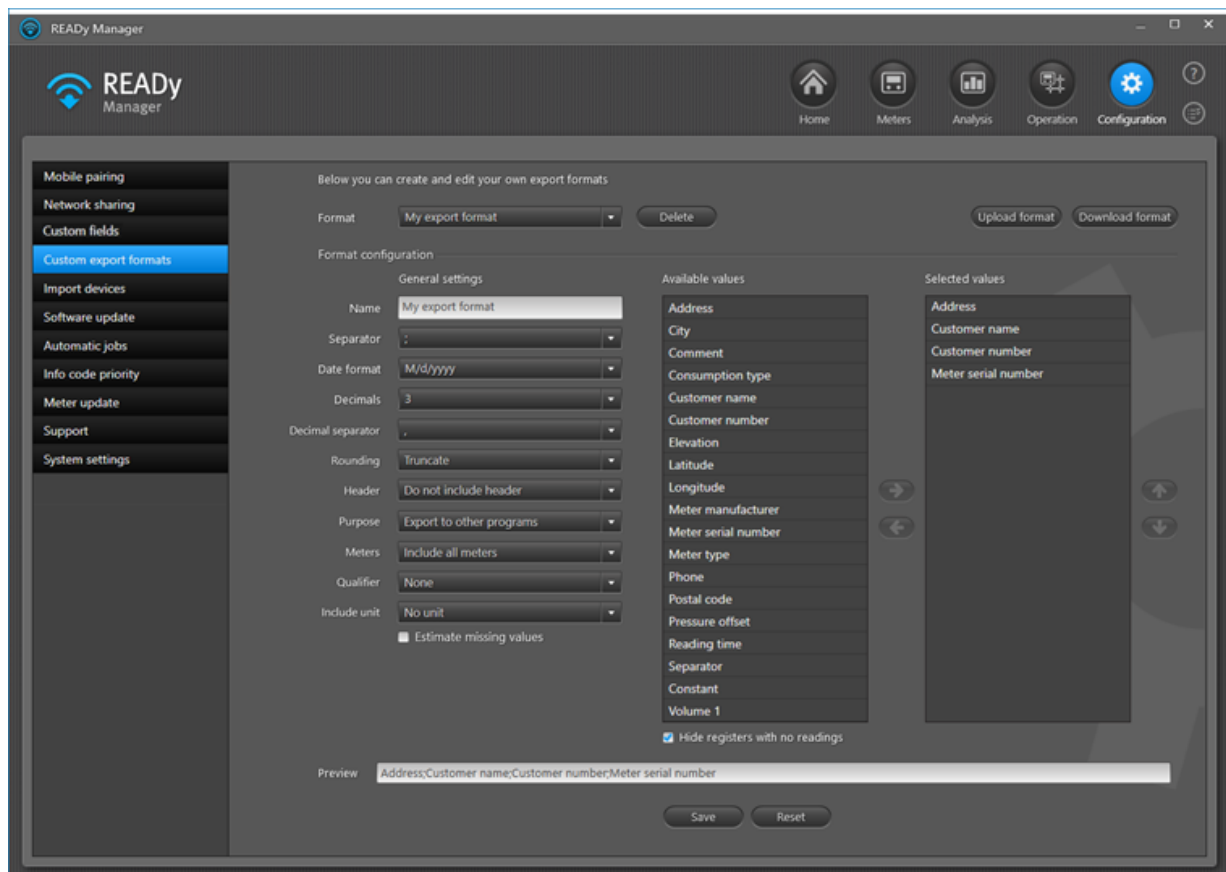 READy Manager
READy
Manager
Home
Meters
Analysis
Operation
Configuration
?
Mobile pairing
Network sharing
Custom fields
Custom export formats
Import devices
Software update
Automatic jobs
Info code priority
Meter update
Support
System settings
Below you can create and edit your own export formats
Format
My export format
Delete
Upload format
Download format
Format configuration
General settings
Name
My export format
Separator
;
Date format
M/d/yyyy
Decimals
3
Decimal separator
,
Rounding
Truncate
Header
Do not include header
Purpose
Export to other programs
Meters
Include all meters
Qualifier
None
Include unit
No unit
Estimate missing values
Available values
Address
City
Comment
Consumption type
Customer name
Customer number
Elevation
Latitude
Longitude
Meter manufacturer
Meter serial number
Meter type
Phone
Postal code
Pressure offset
Reading time
Separator
Constant
Volume 1
Hide registers with no readings
Selected values
Address
Customer name
Customer number
Meter serial number
Preview
Address;Customer name;Customer number;Meter serial number
Save
Reset